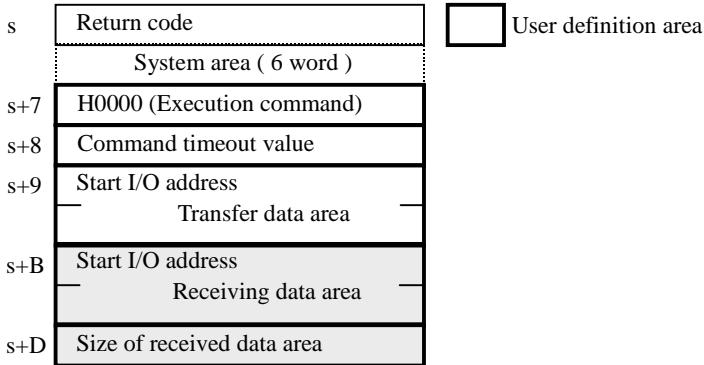 s Return code
User definition area
System area ( 6 word )
s+7 H0000 (Execution command)
s+8 Command timeout value
s+9 Start I/O address
Transfer data area
s+B Start I/O address
Receiving data area
s+D Size of received data area